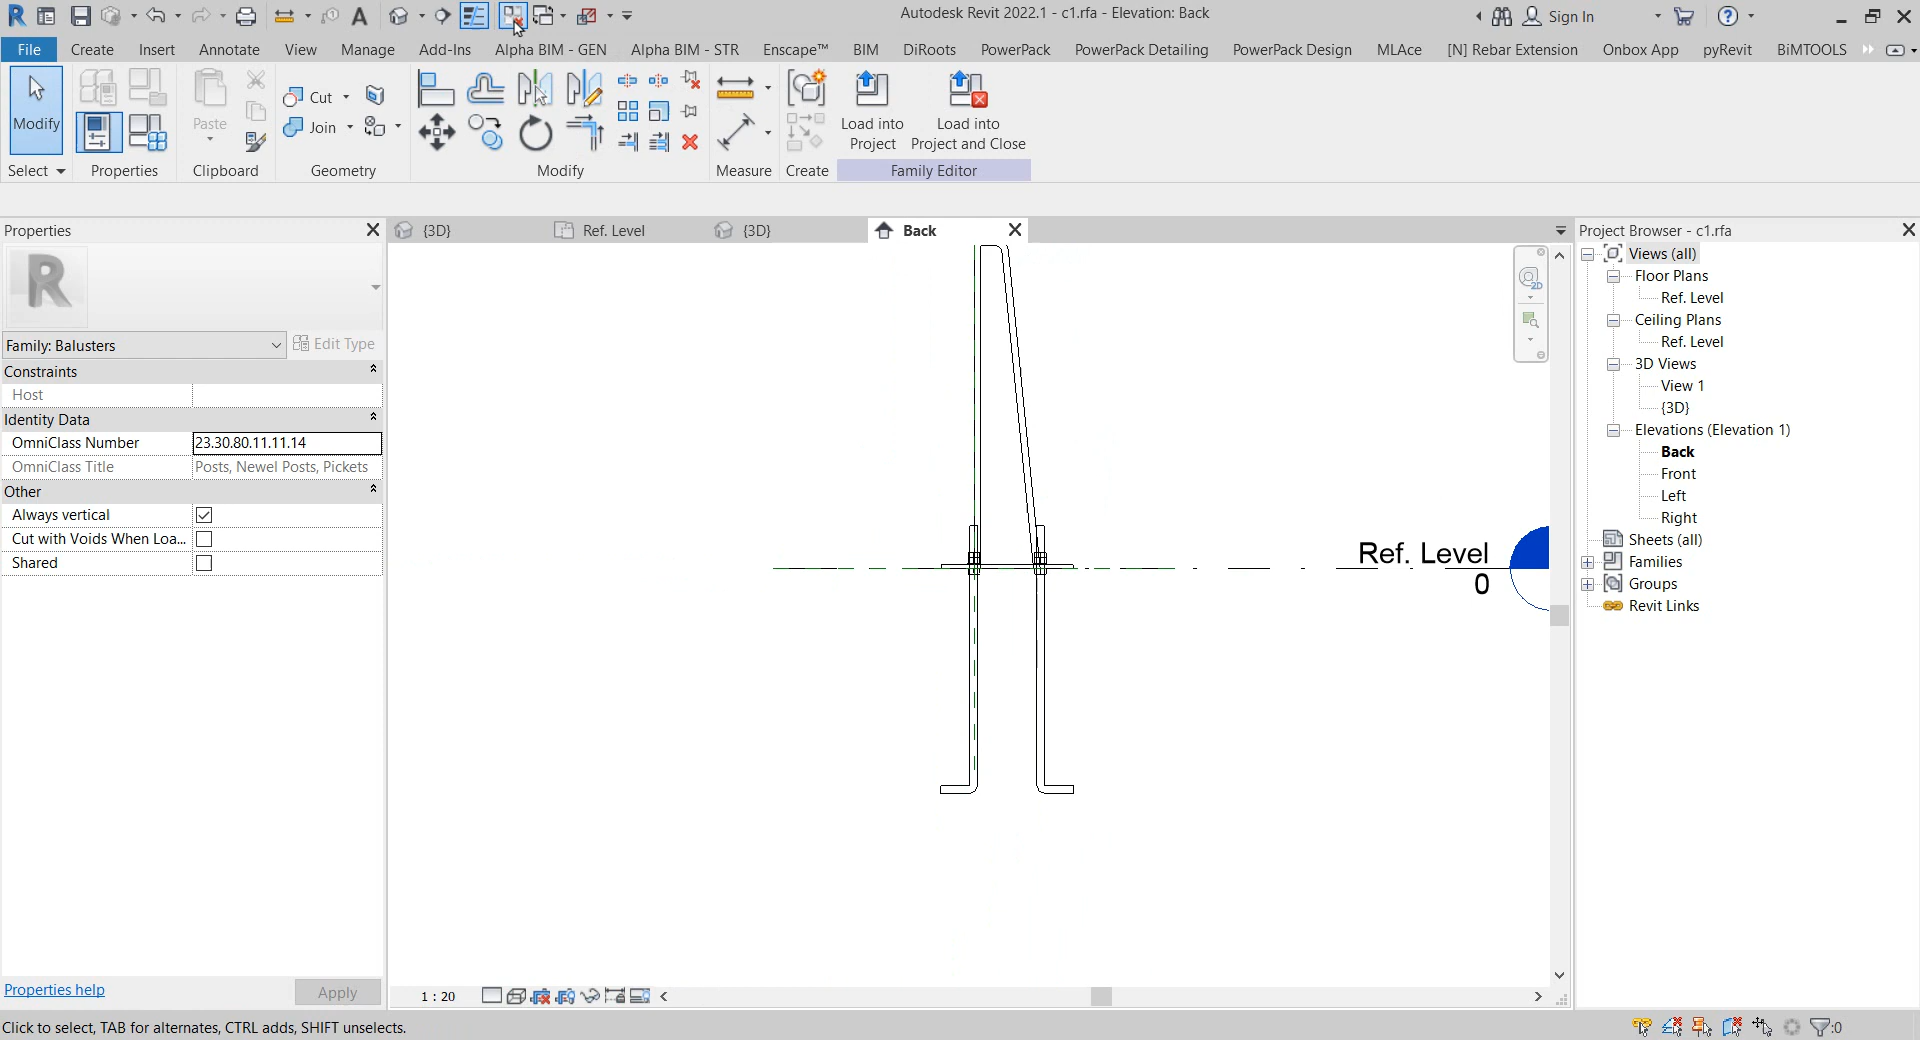 Autodesk Revit 2022.1 - c1.rfa - Elevation: Back
Sign In
File
Create
Insert
Annotate
View
Manage
Add-Ins
Alpha BIM - GEN
Alpha BIM - STR
Enscape™
BIM
DiRoots
PowerPack
PowerPack Detailing
PowerPack Design
MLAce
[N] Rebar Extension
Onbox App
pyRevit
BiMTOOLS
Modify
Paste
Cut
Join
Load into
Project
Load into
Project and Close
Select
Properties
Clipboard
Geometry
Modify
Measure
Create
Family Editor
Properties
{3D}
Ref. Level
{3D}
Back
Project Browser - c1.rfa
R
Family: Balusters
Edit Type
Constraints
Host
Identity Data
OmniClass Number
23.30.80.11.11.14
OmniClass Title
Posts, Newel Posts, Pickets
Other
Always vertical
Cut with Voids When Loa...
Shared
2D
Ref. Level
0
Views (all)
Floor Plans
Ref. Level
Ceiling Plans
Ref. Level
3D Views
View 1
{3D}
Elevations (Elevation 1)
Back
Front
Left
Right
Sheets (all)
Families
Groups
Revit Links
Properties help
Apply
1 : 20
Click to select, TAB for alternates, CTRL adds, SHIFT unselects.
:0